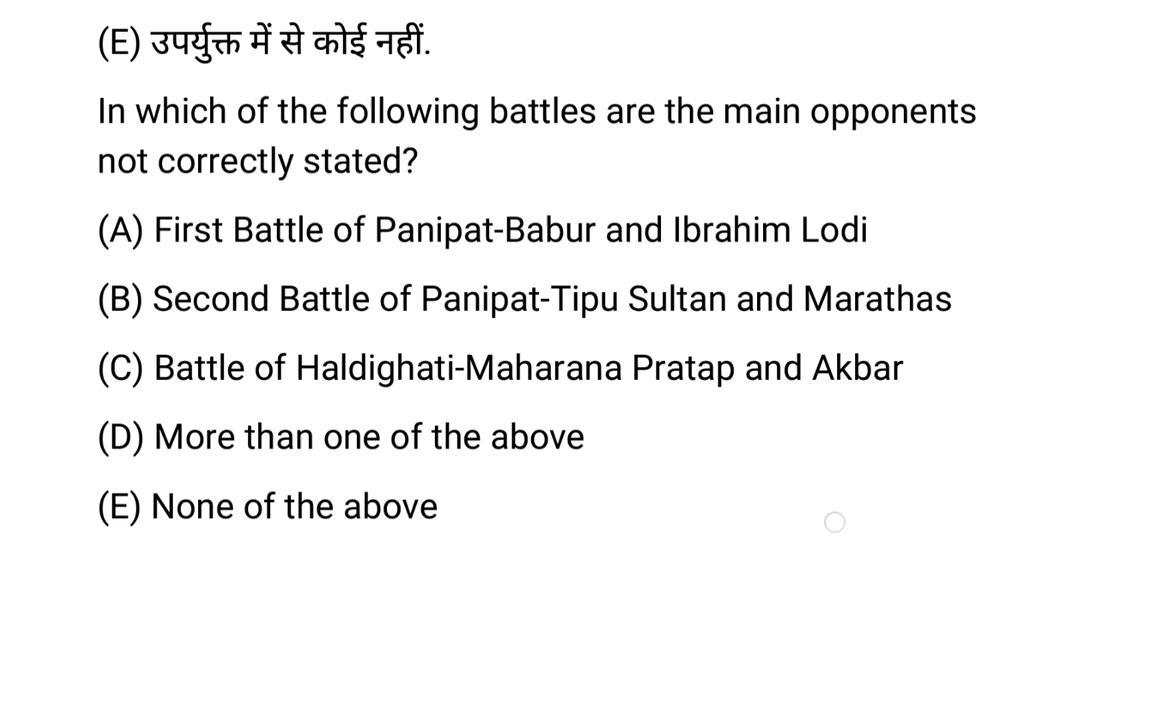 (E) उपर्युक्त में से कोई नहीं.
In which of the following battles are the main opponents
not correctly stated?
(A) First Battle of Panipat-Babur and Ibrahim Lodi
(B) Second Battle of Panipat-Tipu Sultan and Marathas
(C) Battle of Haldighati-Maharana Pratap and Akbar
(D) More than one of the above
(E) None of the above